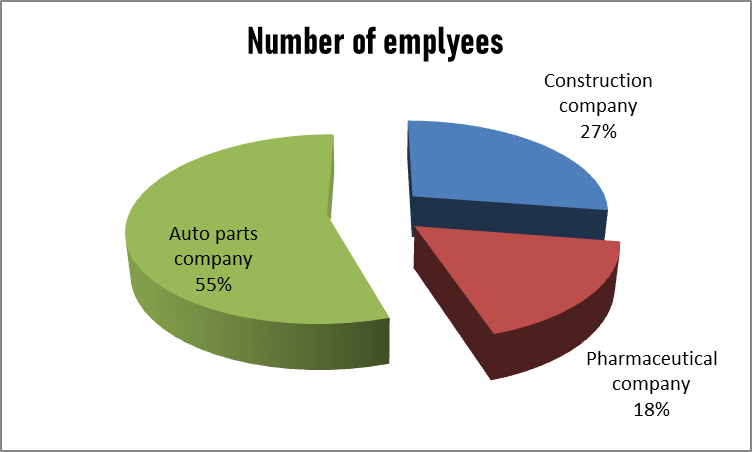 Number of emplyees
Construction
company
27%
Auto parts
company
55%
Pharmaceutical
company
18%